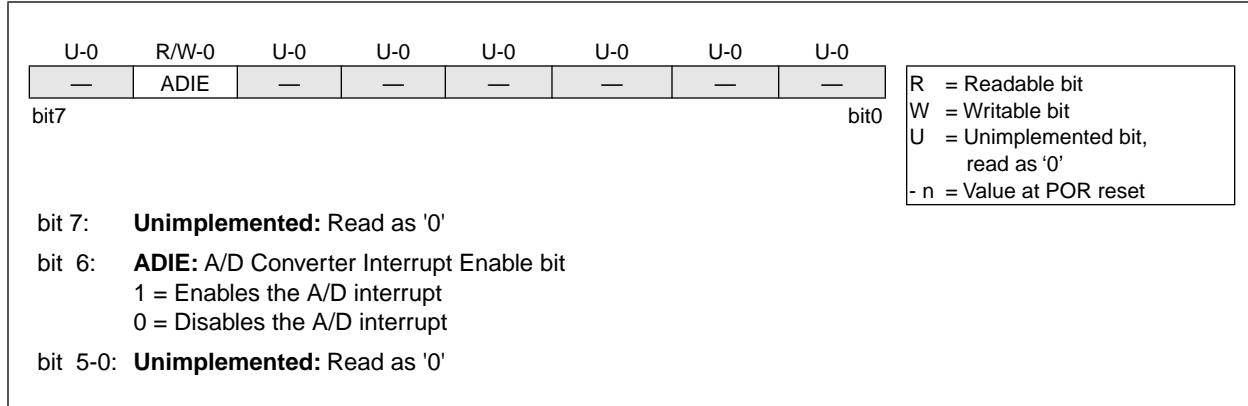 U-0 R/W-0 U-0 U-0 U-0 U-0 U-0 U-0
— ADIE — — — — — —
bit7 bit0
R = Readable bit
W = Writable bit
U = Unimplemented bit,
read as ‘0’
- n = Value at POR reset
bit 7: Unimplemented: Read as '0'
bit 6: ADIE: A/D Converter Interrupt Enable bit
1 = Enables the A/D interrupt
0 = Disables the A/D interrupt
bit 5-0: Unimplemented: Read as '0'